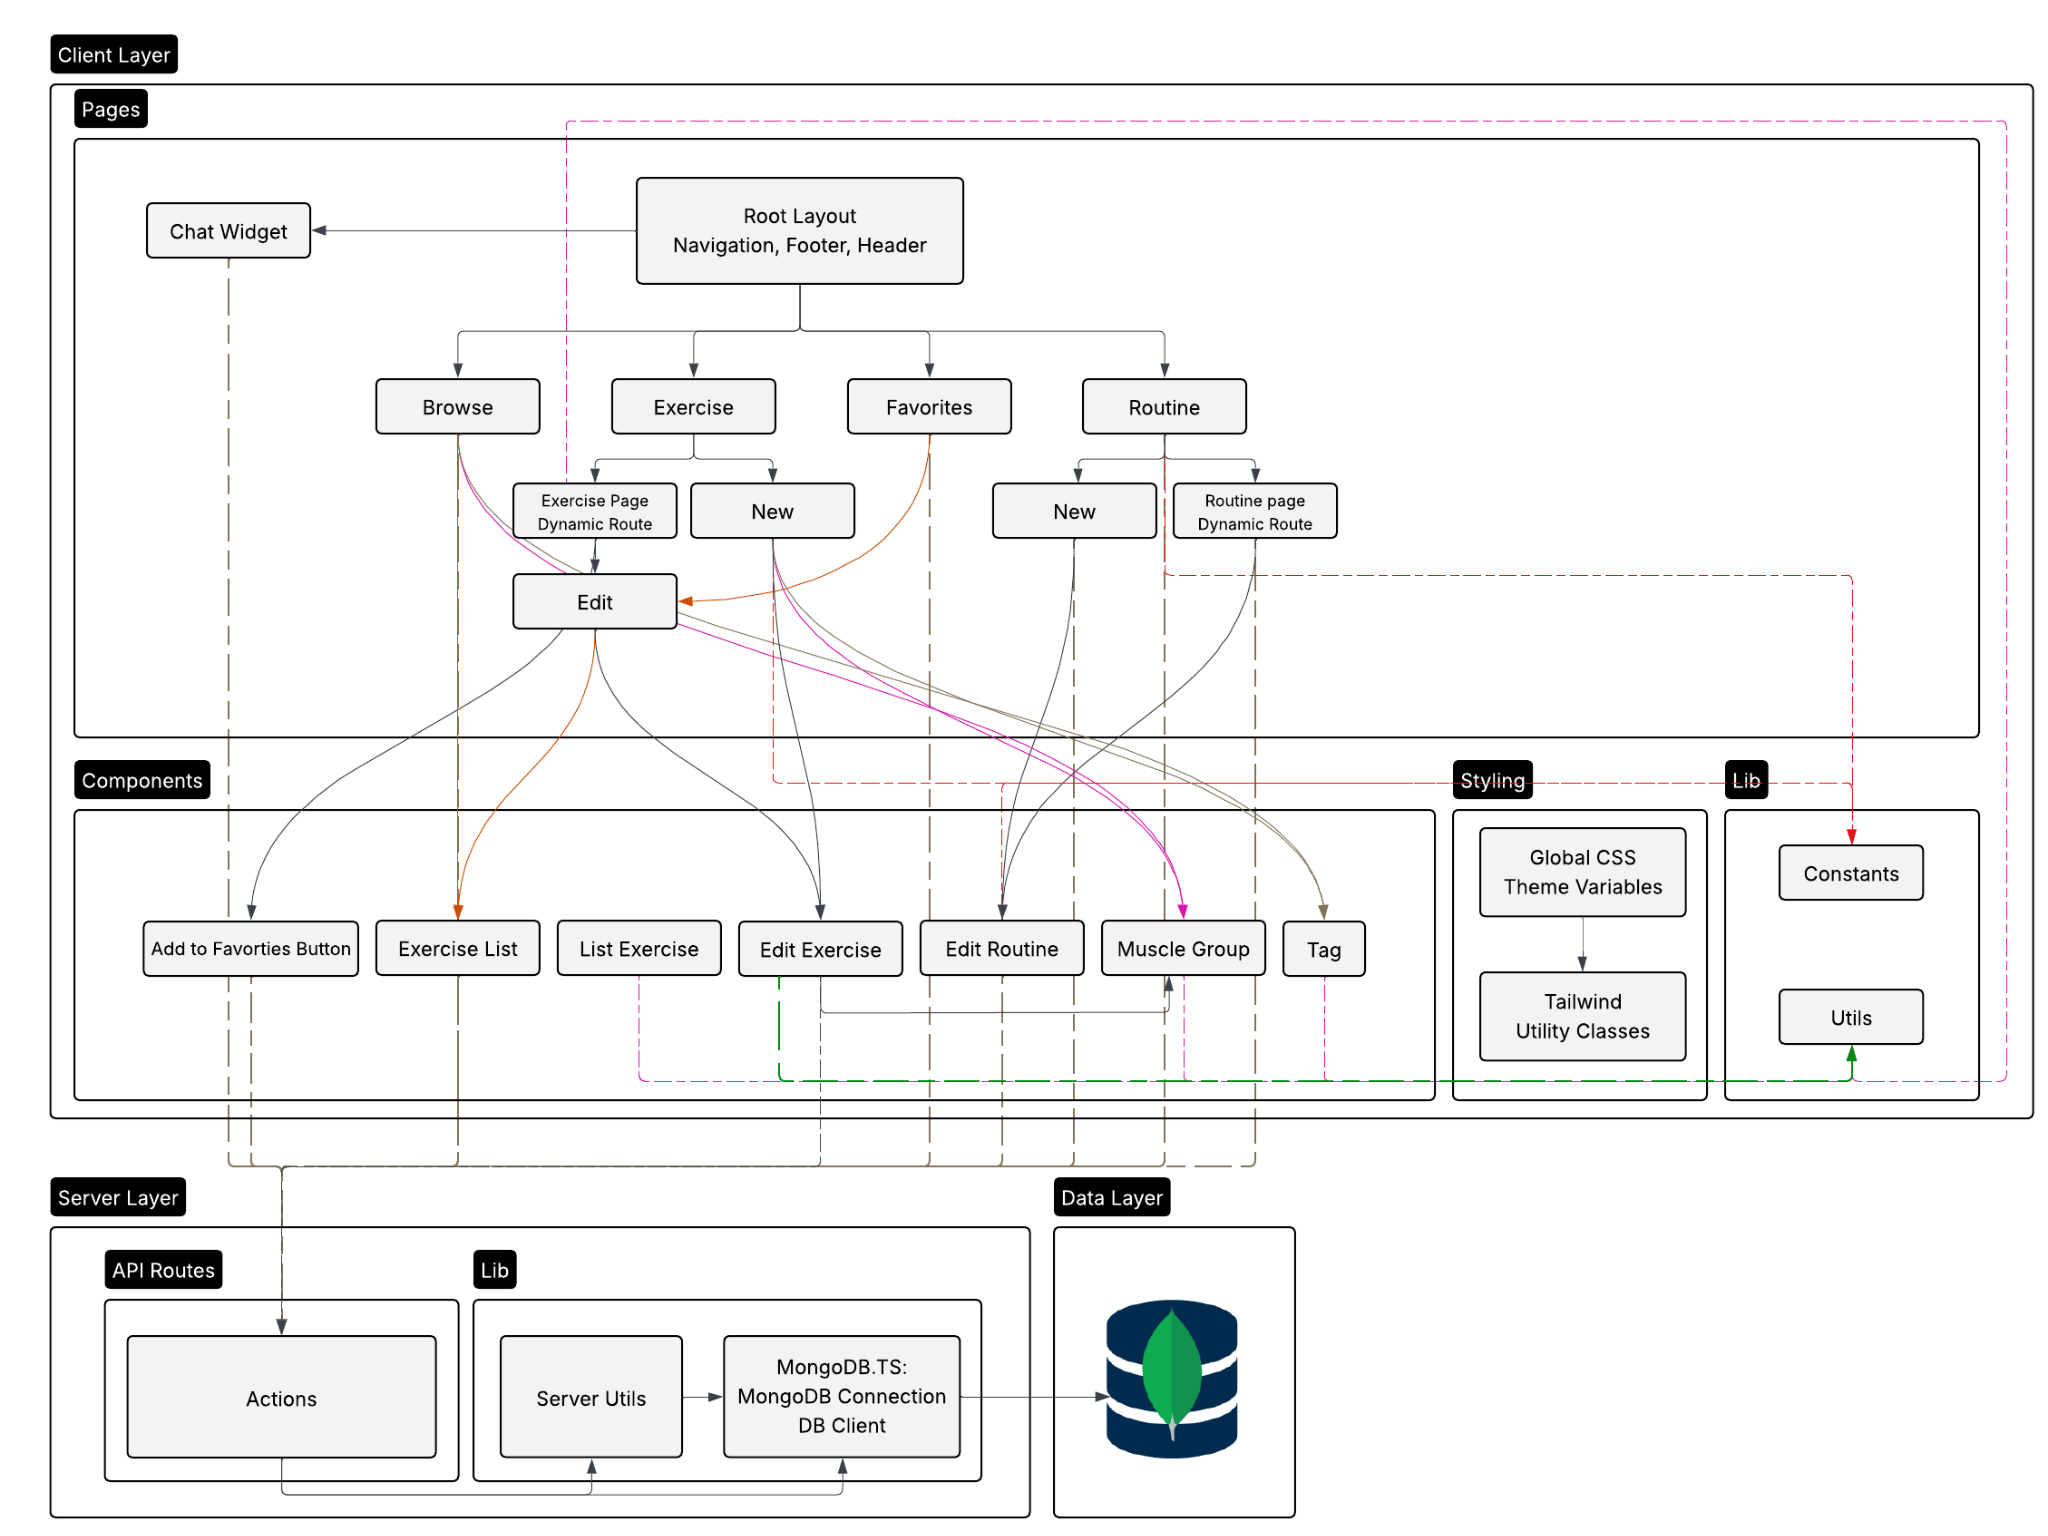 Client Layer
Pages
Chat Widget
Root Layout
Navigation, Footer, Header
Browse
Exercise
Favorites
Routine
Exercise Page
Dynamic Route
New
New
Routine page
Dynamic Route
Edit
Components
Styling
Lib
Global CSS
Theme Variables
Constants
Add to Favorties Button
Exercise List
List Exercise
Edit Exercise
Edit Routine
Muscle Group
Tag
Tailwind
Utility Classes
Utils
Server Layer
Data Layer
API Routes
Lib
Actions
Server Utils
MongoDB.TS:
MongoDB Connection
DB Client